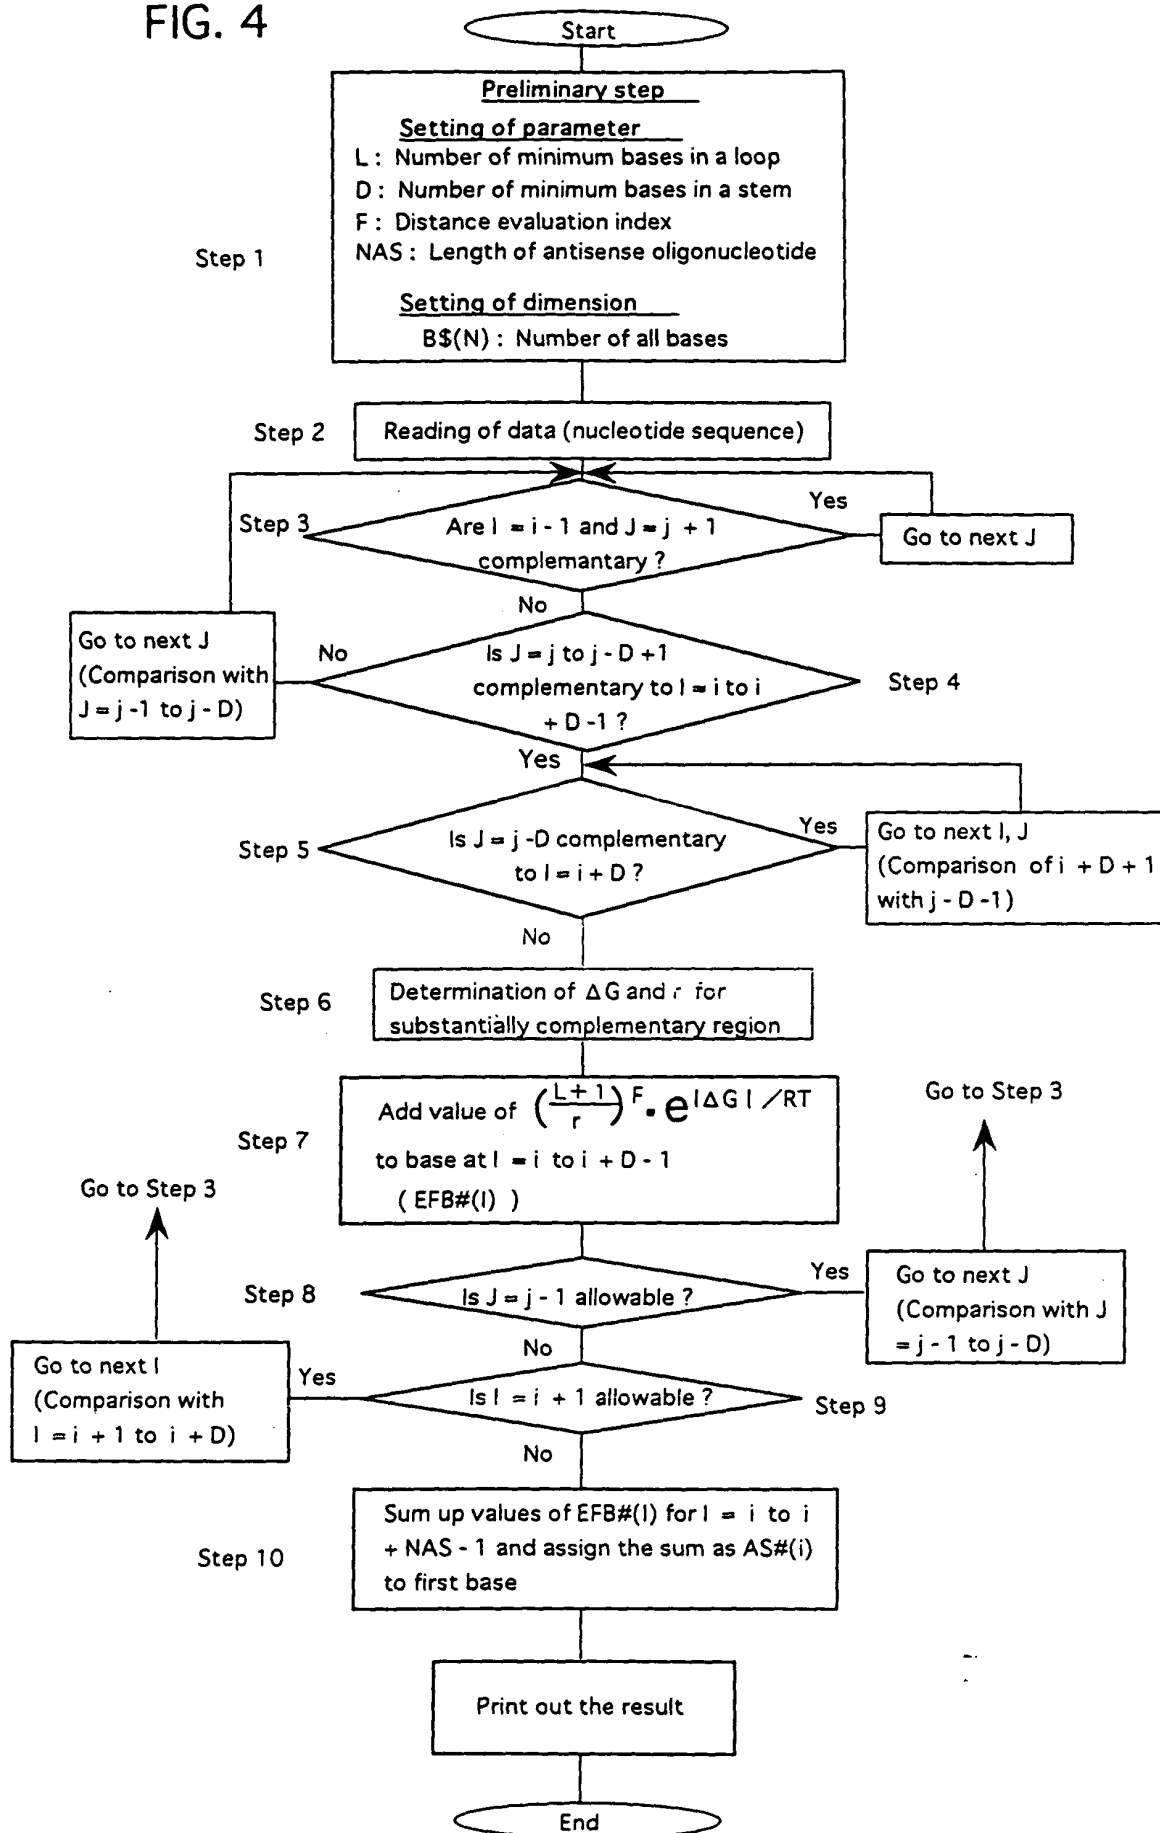 FIG. 4
Start
Preliminary step
Setting of parameter
L : Number of minimum bases in a loop
D : Number of minimum bases in a stem
F : Distance evaluation index
NAS : Length of antisense oligonucleotide
Step 1
Setting of dimension
B$(N) : Number of all bases
Step 2
Reading of data (nucleotide sequence)
Step 3
Are I = i - 1 and J = j + 1
complemantary ?
Yes
Go to next J
No
Go to next J
(Comparison with
J = j -1 to j - D)
No
Is J = j to j - D +1
complementary to I = i to i
+ D -1 ?
Step 4
Yes
Step 5
Is J = j -D complementary
to I = i + D ?
Yes
Go to next I, J
(Comparison of i + D + 1
with j - D -1)
No
Step 6
Determination of ΔG and r for
substantially complementary region
Step 7
Add value of (L + 1 / r)^F · e^|ΔG| / RT
to base at I = i to i + D - 1
( EFB#(I) )
Go to Step 3
Go to Step 3
Step 8
Is J = j - 1 allowable ?
Yes
Go to next J
(Comparison with J
= j - 1 to j - D)
No
Go to next I
(Comparison with
I = i + 1 to i + D)
Yes
Is I = i + 1 allowable ?
Step 9
No
Step 10
Sum up values of EFB#(I) for I = i to i
+ NAS - 1 and assign the sum as AS#(i)
to first base
Print out the result
End